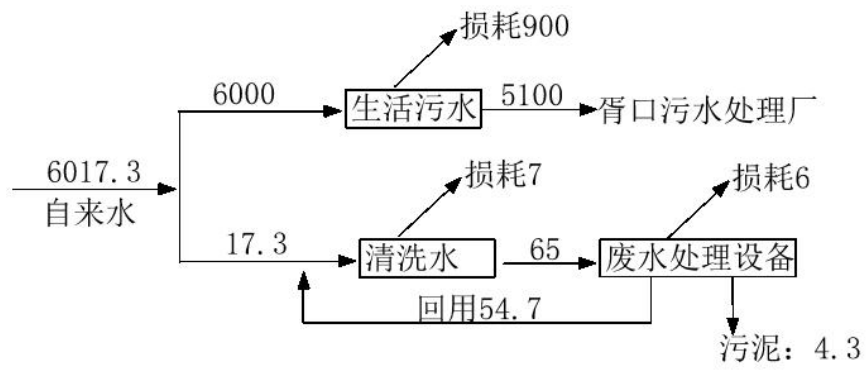 损耗900
6000
生活污水
5100
胥口污水处理厂
6017.3
自来水
损耗7
损耗6
17.3
清洗水
65
废水处理设备
回用54.7
污泥：4.3